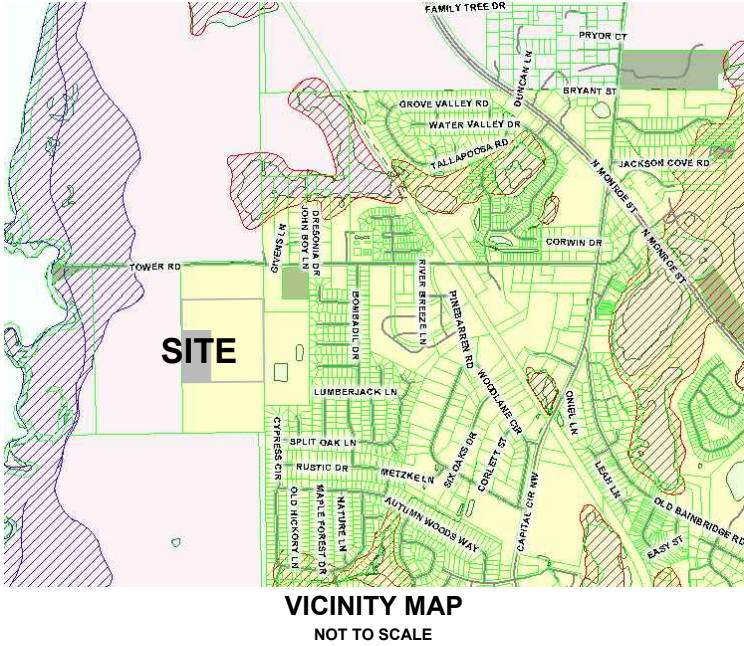 FAMILY TREE DR
PRYOR CT
DUNCAN LN
BRYANT ST
GROVE VALLEY RD
WATER VALLEY DR
TALLAPOOSA RD
JACKSON COVE RD
N MONROE ST
N MONROE ST
GIVENS LN
JOHN BOY LN
DRESONIA DR
CORWIN DR
TOWER RD
BOMBADIL DR
RIVER BREEZE LN
PINEBARREN RD
SITE
WOODLANE CIR
LUMBERJACK LN
ONIEL LN
CYPRESS CIR
SPLIT OAK LN
RUSTIC DR
METZKE LN
SIX OAKS DR
CORLETT ST
CAPITAL CIR NW
LEAH LN
OLD HICKORY LN
MAPLE FOREST DR
NATURE LN
AUTUMN WOODS WAY
OLD BAINBRIDGE RD
EASY ST
VICINITY MAP
NOT TO SCALE